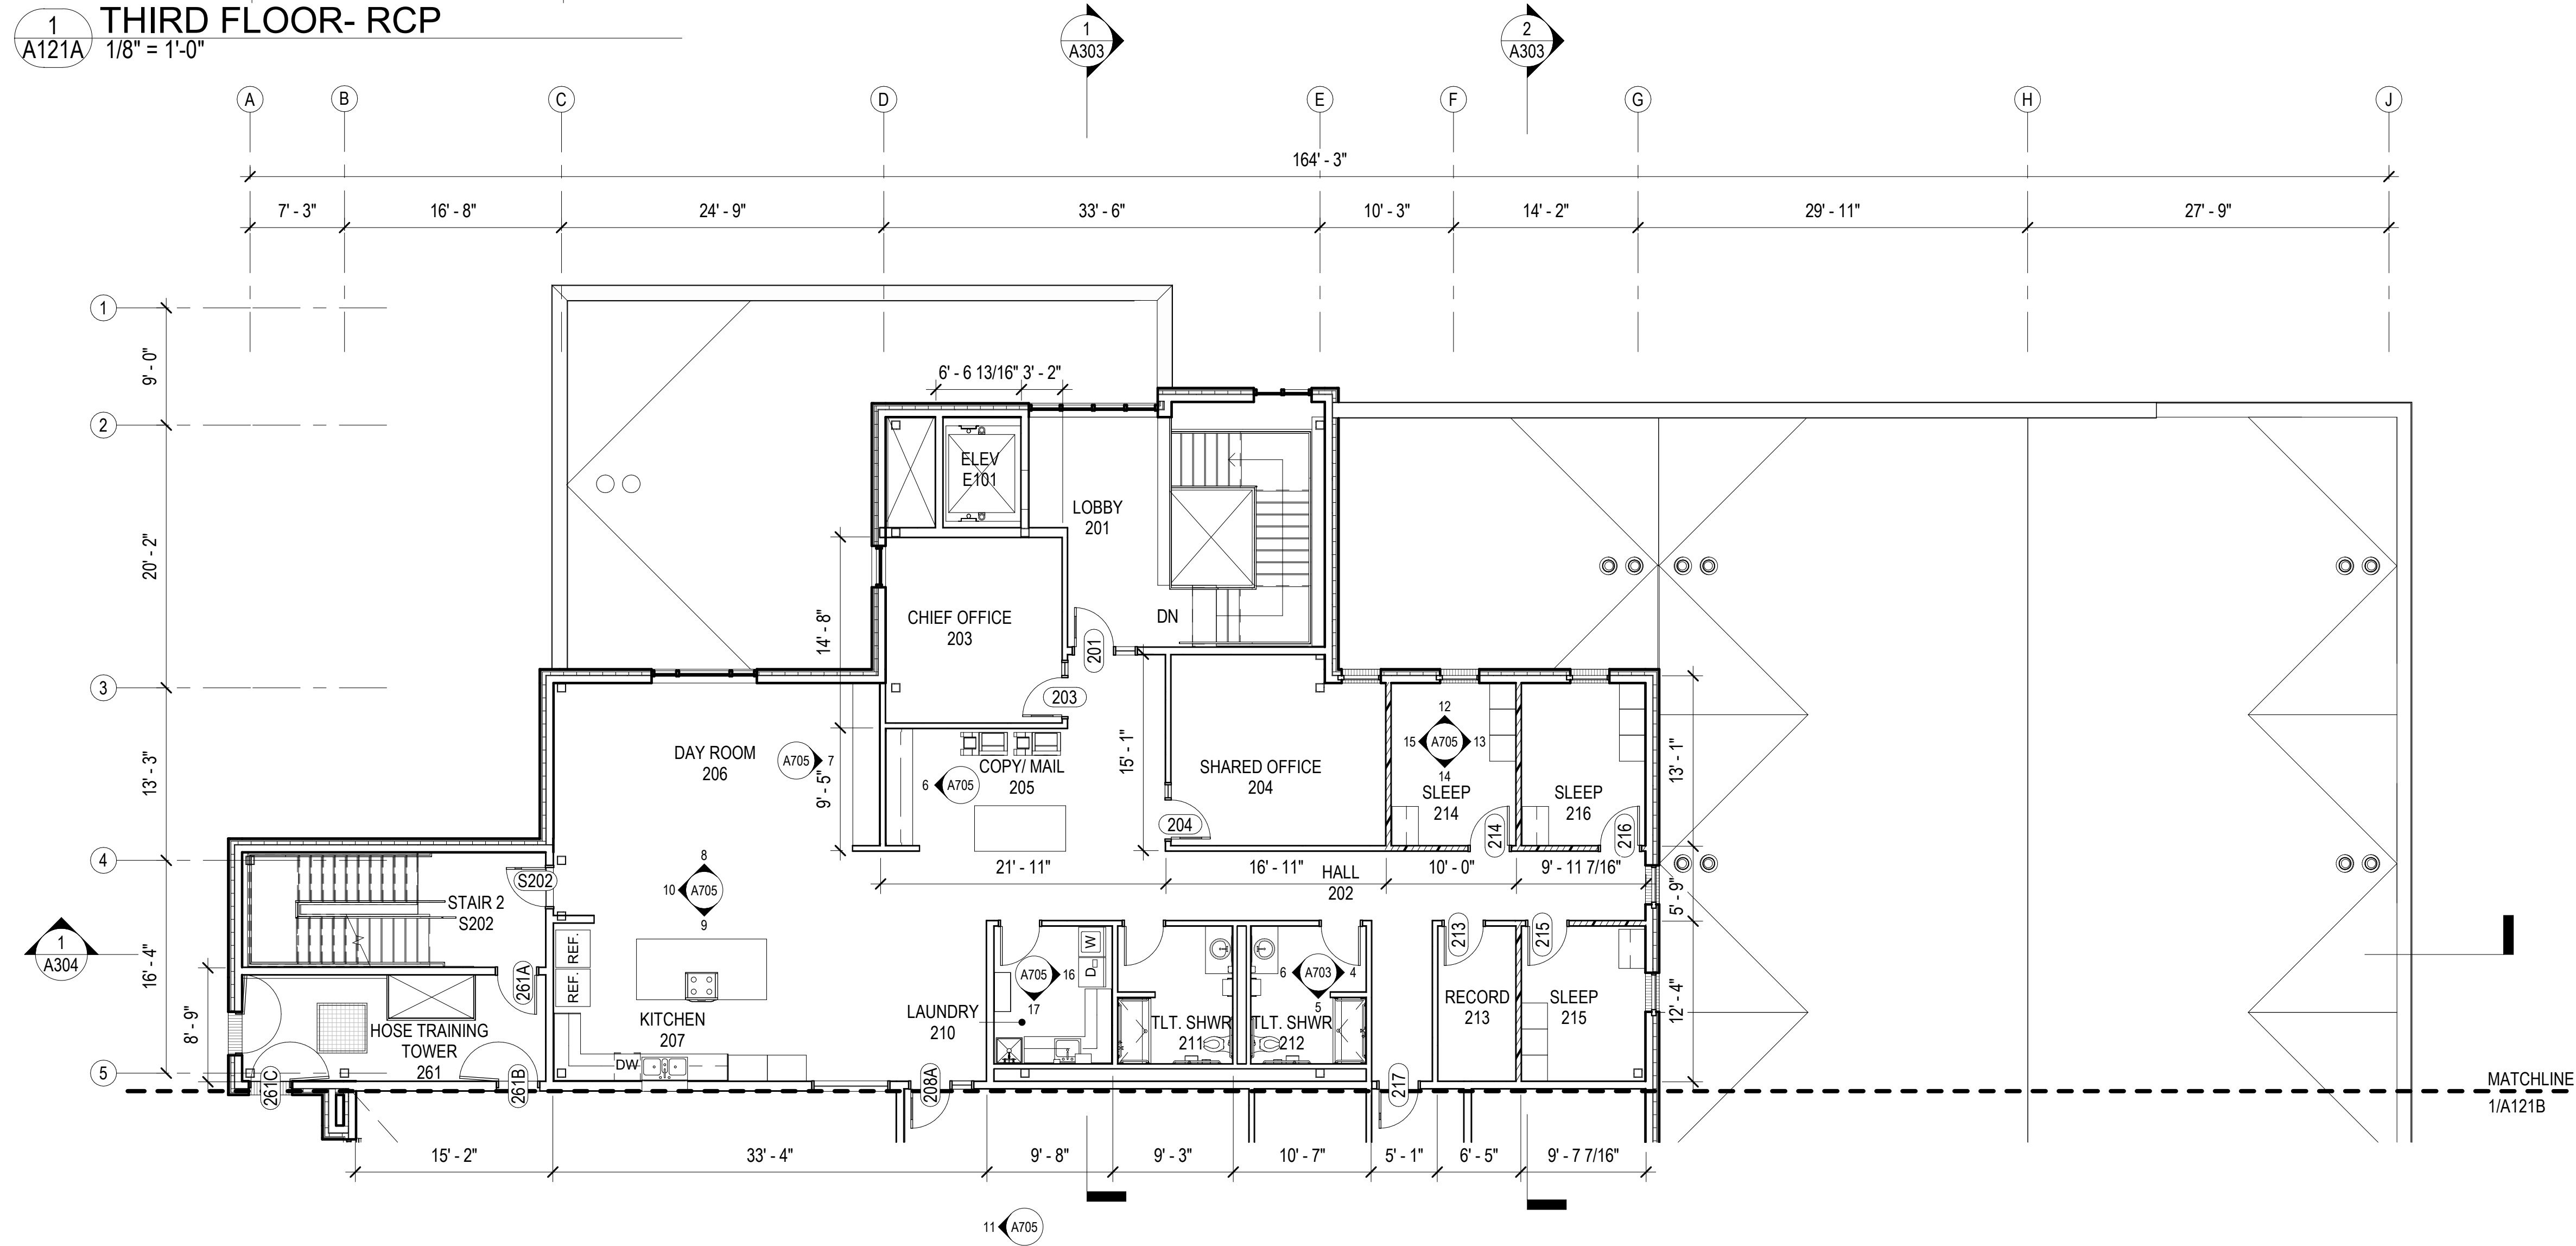 1
A121A
THIRD FLOOR- RCP
1/8" = 1'-0"
1
A303
2
A303
A
B
C
D
E
F
G
H
J
164' - 3"
7' - 3"
16' - 8"
24' - 9"
33' - 6"
10' - 3"
14' - 2"
29' - 11"
27' - 9"
1
9' - 0"
2
20' - 2"
3
13' - 3"
4
16' - 4"
5
8' - 9"
6' - 6 13/16"
3' - 2"
ELEV
E101
LOBBY
201
DN
201
CHIEF OFFICE
203
14' - 8"
203
DAY ROOM
206
A705
7
9' - 5"
6
A705
COPY/ MAIL
205
15' - 1"
SHARED OFFICE
204
204
12
15
A705
13
14
SLEEP
214
214
SLEEP
216
216
13' - 1"
21' - 11"
16' - 11"
10' - 0"
9' - 11 7/16"
HALL
202
5' - 9"
8
10
A705
9
S202
STAIR 2
S202
1
A304
REF.
REF.
261A
HOSE TRAINING
TOWER
261
261C
261B
KITCHEN
207
DW
LAUNDRY
210
W
D
A705
16
17
TLT. SHWR
211
6
A703
4
5
TLT. SHWR
212
213
215
RECORD
213
SLEEP
215
12' - 4"
208A
217
MATCHLINE
1/A121B
15' - 2"
33' - 4"
9' - 8"
9' - 3"
10' - 7"
5' - 1"
6' - 5"
9' - 7 7/16"
11
A705